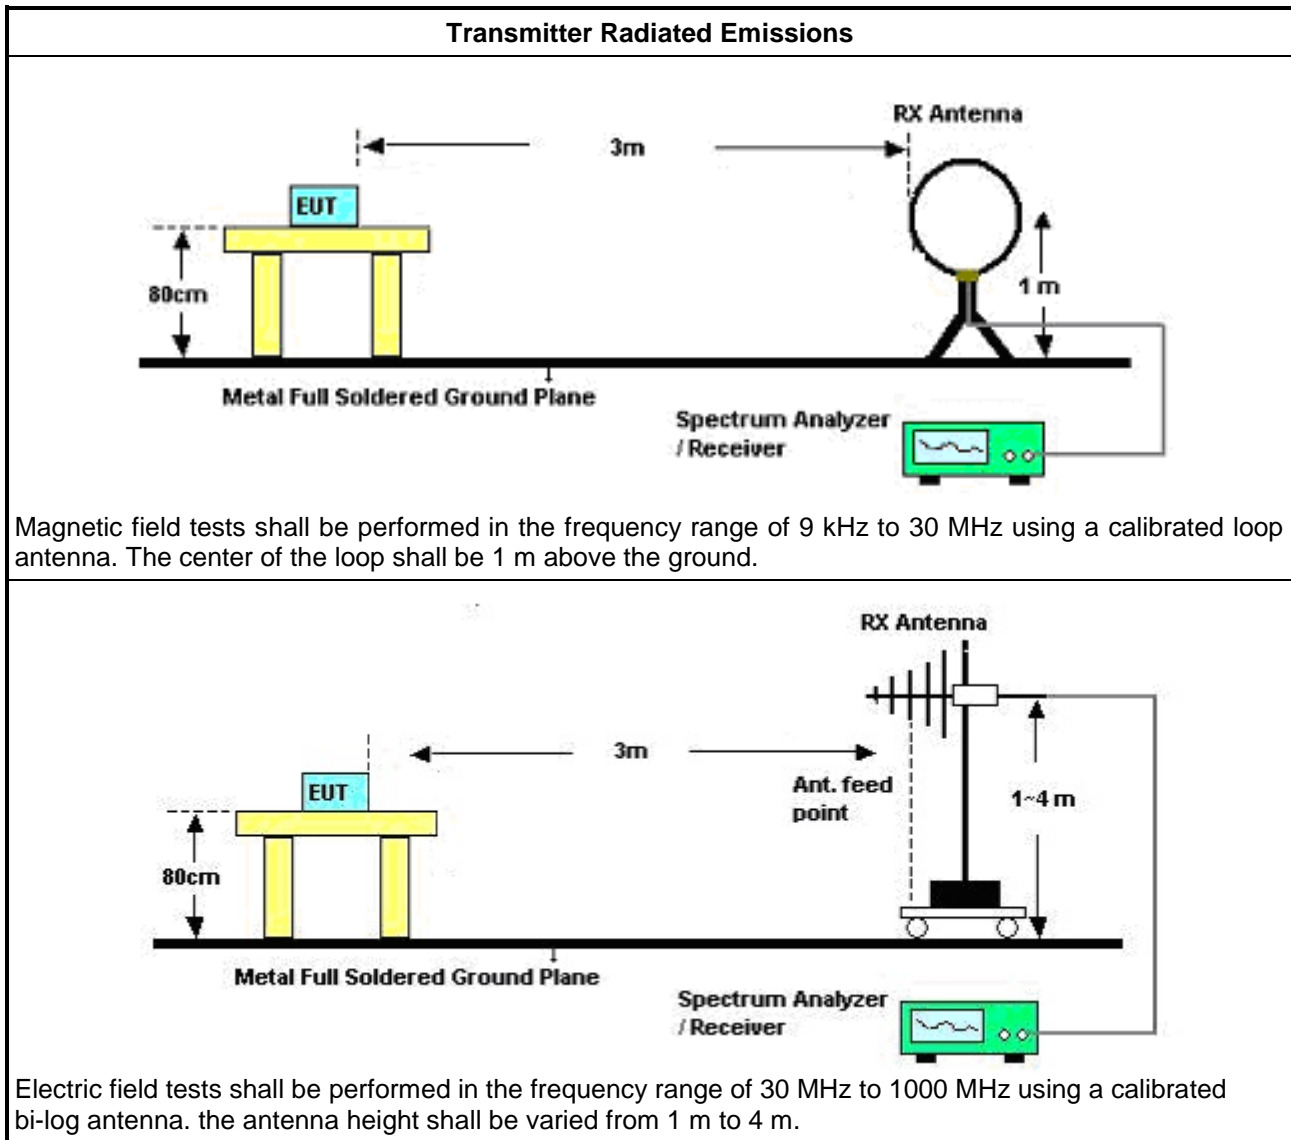 Transmitter Radiated Emissions
RX Antenna
3m
EUT
80cm
1 m
Metal Full Soldered Ground Plane
Spectrum Analyzer
/ Receiver
Magnetic field tests shall be performed in the frequency range of 9 kHz to 30 MHz using a calibrated loop
antenna. The center of the loop shall be 1 m above the ground.
RX Antenna
3m
EUT
Ant. feed
point
1~4 m
80cm
Metal Full Soldered Ground Plane
Spectrum Analyzer
/ Receiver
Electric field tests shall be performed in the frequency range of 30 MHz to 1000 MHz using a calibrated
bi-log antenna. the antenna height shall be varied from 1 m to 4 m.